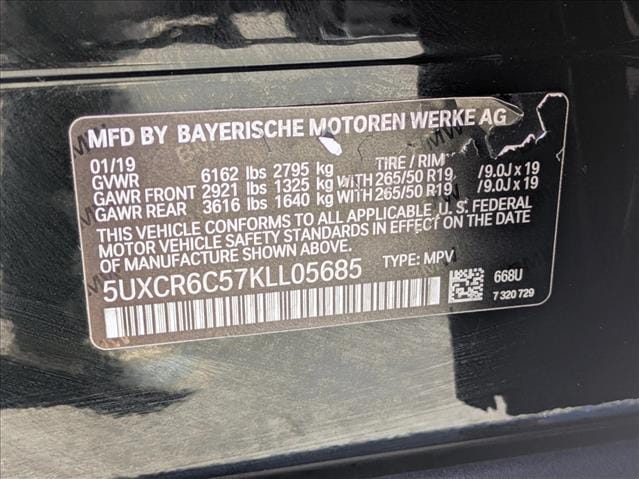 MFD BY BAYERISCHE MOTOREN WERKE AG
01/19 TIRE / RIM
GVWR 6162 lbs 2795 kg
GAWR FRONT 2921 lbs 1325 kg WITH 265/50 R19 /9.0J x 19
GAWR REAR 3616 lbs 1640 kg WITH 265/50 R19 /9.0J x 19
THIS VEHICLE CONFORMS TO ALL APPLICABLE U. S. FEDERAL
MOTOR VEHICLE SAFETY STANDARDS IN EFFECT ON THE DATE
OF MANUFACTURE SHOWN ABOVE.
5UXCR6C57KLL05685 TYPE: MPV
668U
7 320 729